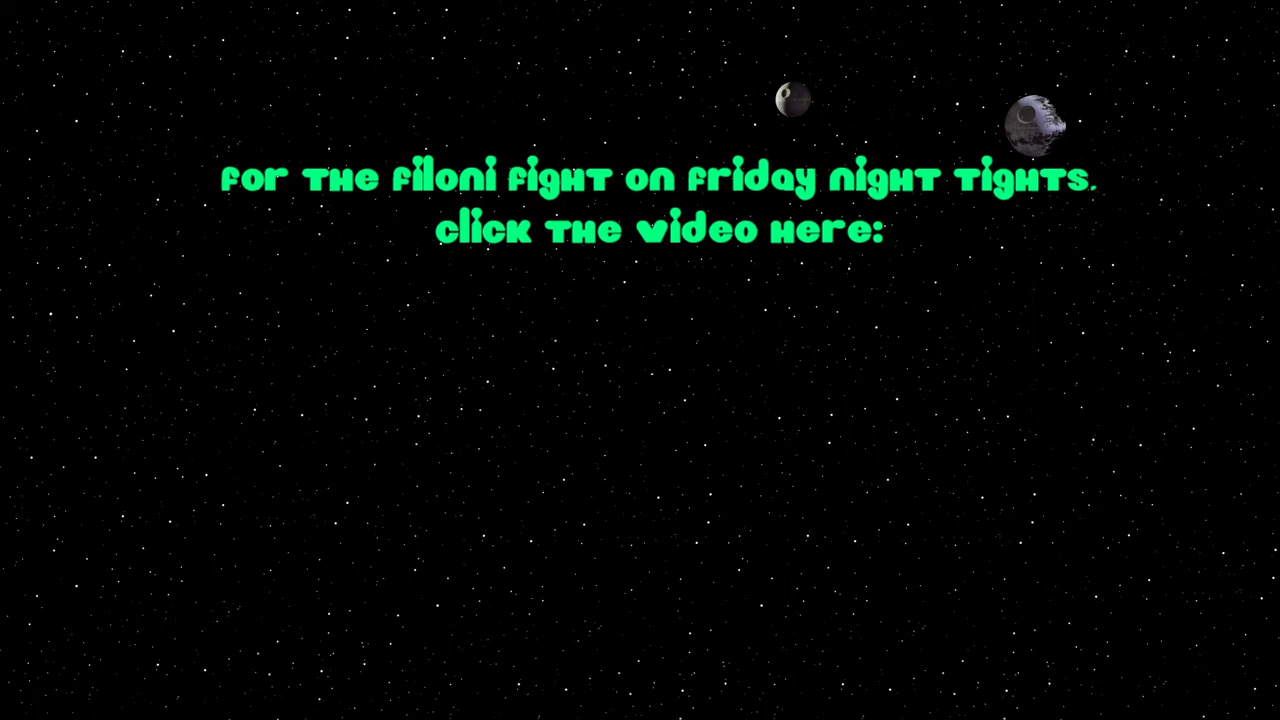 for the filoni fight on friday night tights,
click the video here: